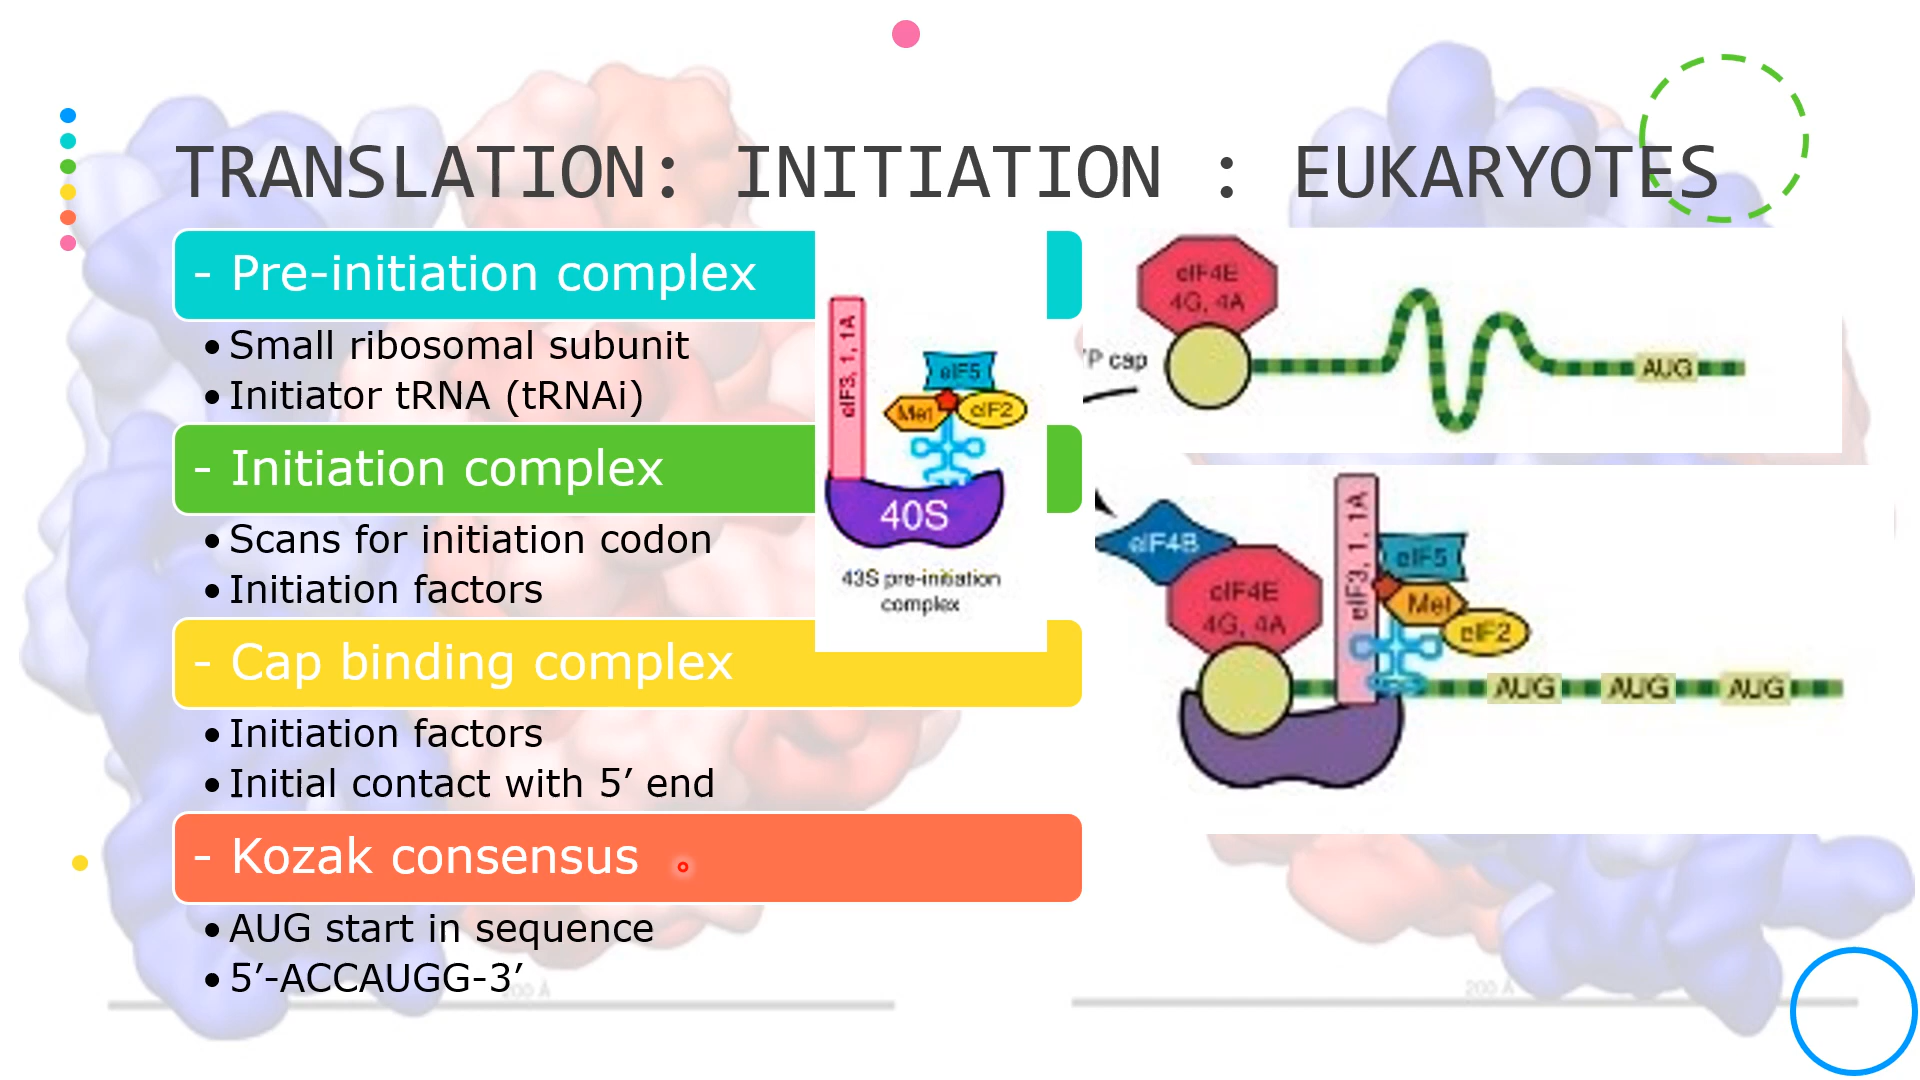 TRANSLATION: INITIATION : EUKARYOTES
- Pre-initiation complex
• Small ribosomal subunit
• Initiator tRNA (tRNAi)
- Initiation complex
• Scans for initiation codon
• Initiation factors
- Cap binding complex
• Initiation factors
• Initial contact with 5′ end
- Kozak consensus
• AUG start in sequence
• 5′-ACCAUGG-3′
eIF3, 1, 1A
eIF5
Met
eIF2
40S
43S pre-initiation
complex
eIF4E
4G, 4A
P cap
AUG
eIF4B
eIF4E
4G, 4A
eIF3, 1, 1A
eIF5
Met
eIF2
AUG AUG AUG
200 Å
200 Å